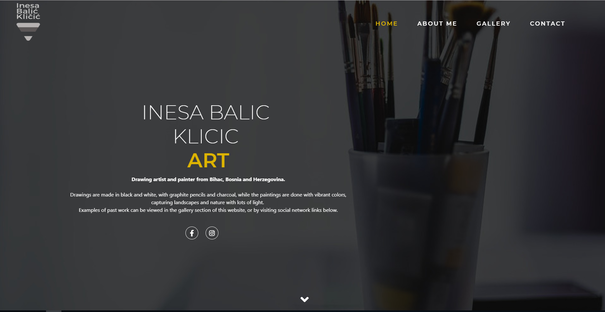 Inesa
Balic
Klicic
HOME ABOUT ME GALLERY CONTACT
INESA BALIC
KLICIC
ART
Drawing artist and painter from Bihac, Bosnia and Herzegovina.
Drawings are made in black and white, with graphite pencils and charcoal, while the paintings are done with vibrant colors,
capturing landscapes and nature with lots of light.
Examples of past work can be viewed in the gallery section of this website, or by visiting social network links below.